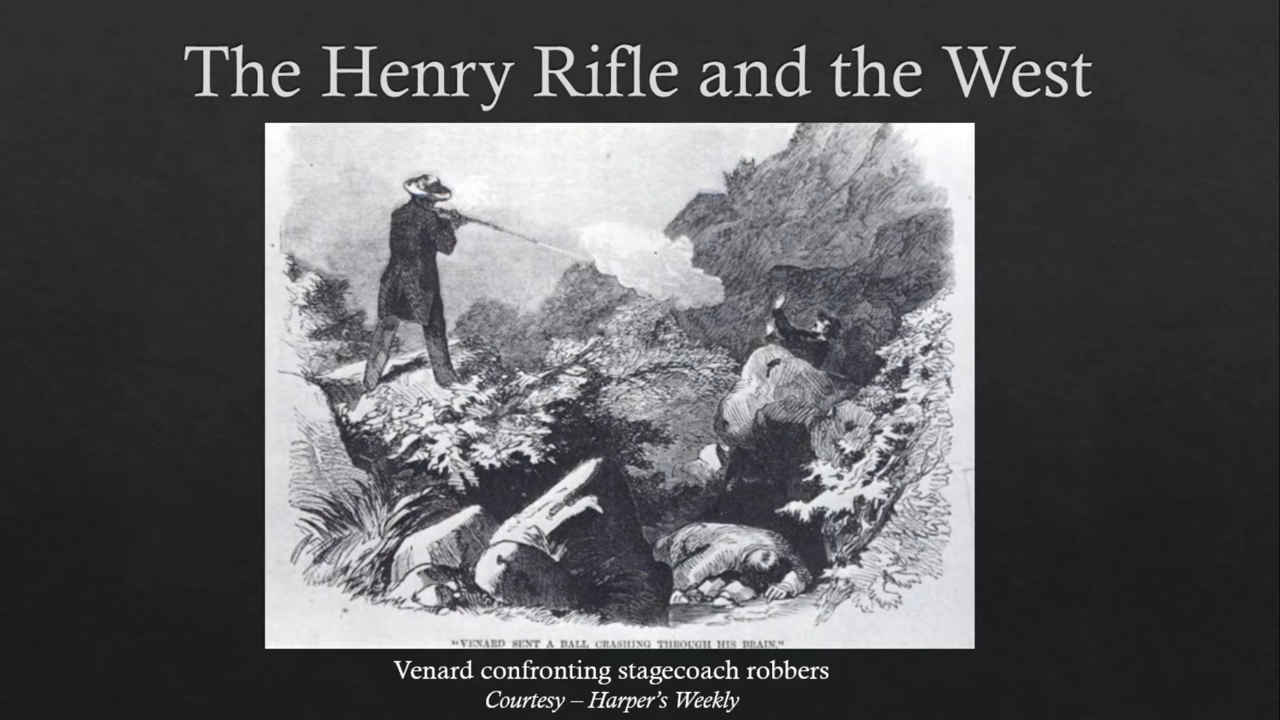 The Henry Rifle and the West
"VENARD SENT A BALL CRASHING THROUGH HIS BRAIN."
Venard confronting stagecoach robbers
Courtesy – Harper's Weekly